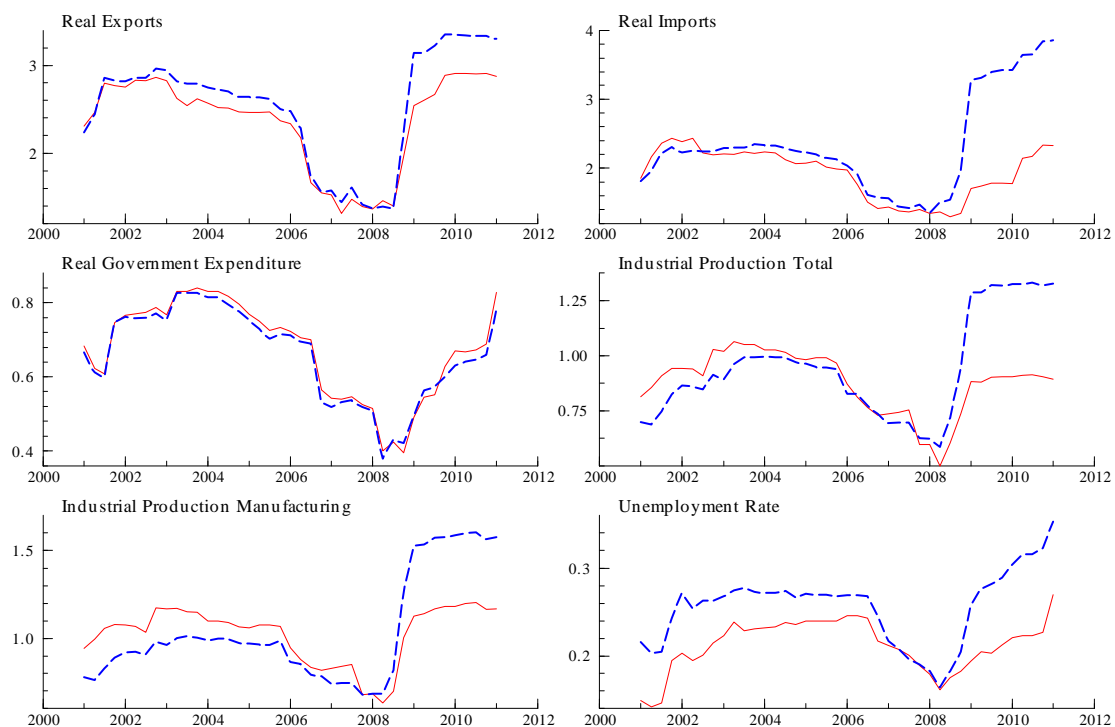 Real Exports
3
2
2000 2002 2004 2006 2008 2010 2012
Real Imports
4
3
2
2000 2002 2004 2006 2008 2010 2012
Real Government Expenditure
0.8
0.6
0.4
2000 2002 2004 2006 2008 2010 2012
Industrial Production Total
1.25
1.00
0.75
2000 2002 2004 2006 2008 2010 2012
Industrial Production Manufacturing
1.5
1.0
2000 2002 2004 2006 2008 2010 2012
Unemployment Rate
0.3
0.2
2000 2002 2004 2006 2008 2010 2012